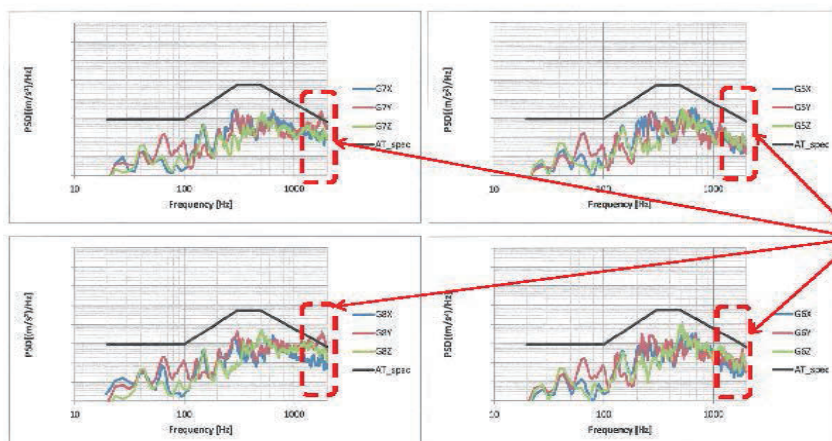 PSD[(m/s²)²/Hz]
G7X
G7Y
G7Z
AT_spec
10
100
1000
Frequency [Hz]
PSD[(m/s²)²/Hz]
G5X
G5Y
G5Z
AT_spec
10
100
1000
Frequency [Hz]
PSD[(m/s²)²/Hz]
G8X
G8Y
G8Z
AT_spec
10
100
1000
Frequency [Hz]
PSD[(m/s²)²/Hz]
G6X
G6Y
G6Z
AT_spec
10
100
1000
Frequency [Hz]